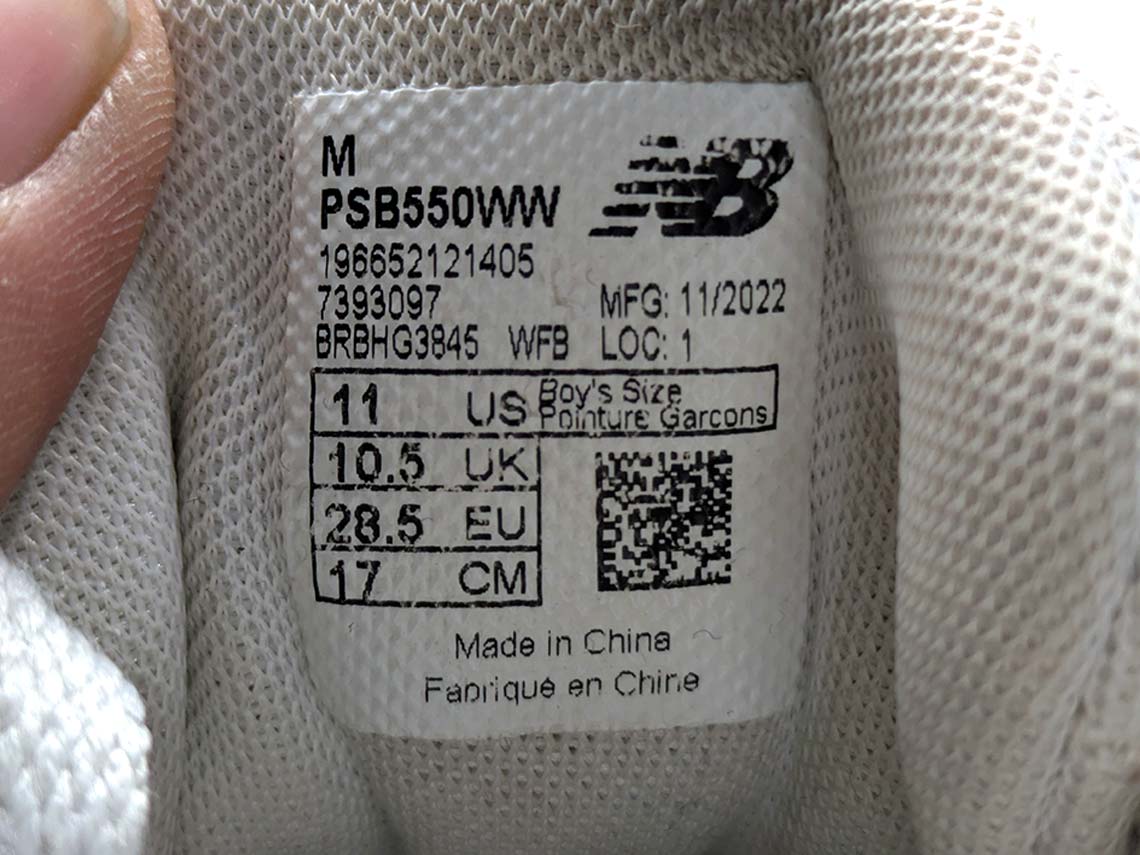 M
NB
PSB550WW
196652121405
7393097 MFG: 11/2022
BRBHG3845 WFB LOC: 1
11 US Boy's Size
Pointure Garcons
10.5 UK
28.5 EU
17 CM
Made in China
Fabriqué en Chine